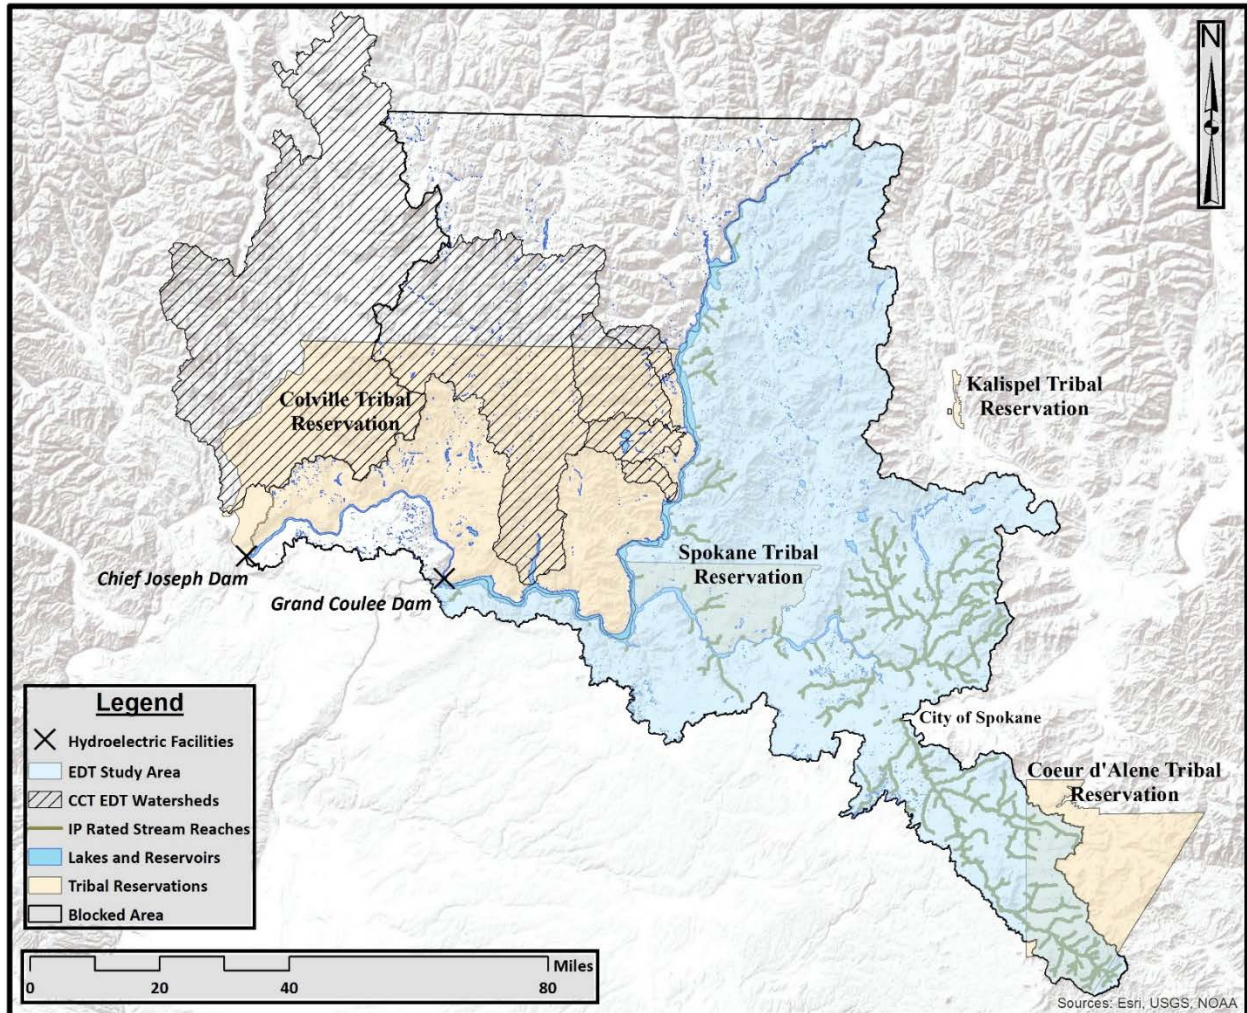 N
Kalispel Tribal
Reservation
Colville Tribal
Reservation
Spokane Tribal
Reservation
Chief Joseph Dam
Grand Coulee Dam
City of Spokane
Coeur d'Alene Tribal
Reservation
Legend
Hydroelectric Facilities
EDT Study Area
CCT EDT Watersheds
IP Rated Stream Reaches
Lakes and Reservoirs
Tribal Reservations
Blocked Area
Miles
0 20 40 80
Sources: Esri, USGS, NOAA